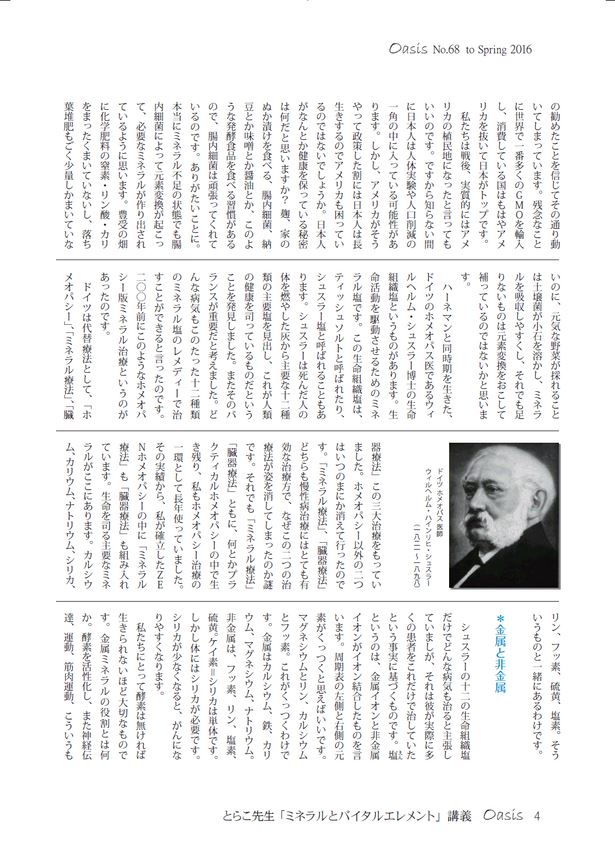 Oasis No.68 to Spring 2016
の勧めたことを信じてその通り動
いてしまっています。残念なこと
に世界で一番多くのGMOを輸入
し、消費している国はもはやアメ
リカを抜いて日本がトップです。
私たちは戦後、実質的にはアメ
リカの植民地になったと言っても
いいのです。ですから知らない間
に日本人は人体実験や人口削減の
一角の中に入っている可能性があ
ります。しかし、アメリカがそう
やって政策した割には日本人は長
生きするのでアメリカも困ってい
るのではないでしょうか。日本人
がなんとか健康を保っている秘密
は何だと思いますか?麹、家の
ぬか漬けを食べる、腸内細菌、納
豆とか味噌とか醤油とか、このよ
うな発酵食品を食べる習慣がある
ので、腸内細菌は頑張ってくれて
いるのです。ありがたいことに。
本当にミネラル不足の状態でも腸
内細菌によって元素変換が起こっ
て、必要なミネラルが作り出され
ているように思います。豊受の畑
に化学肥料の窒素・リン酸・カリ
をまったくまいていないし、落ち
葉堆肥もごく少量しかまいていな
いのに、元気な野菜が採れること
は土壌菌が小石を溶かし、ミネラ
ルを吸収しやすくし、それでも足
りないものは元素変換をおこして
補っているのではないかと思いま
す。
ハーネマンと同時期を生きた、
ドイツのホメオパス医であるウィ
ルヘルム・シュスラー博士の生命
組織塩というものがあります。生
命活動を駆動させるためのミネ
ラル塩です。この生命組織塩は、
ティッシュソルトと呼ばれたり、
シュスラー塩と呼ばれることもあ
ります。シュスラーは死んだ人の
体を燃やした灰から主要な十二種
類の主要塩を見出し、これが人類
の健康を司っているものだという
ことを発見しました。またそのバ
ランスが重要だと考えました。ど
んな病気もこのたった十二種類
のミネラル塩のレメディーで治
すことができると言ったのです。
二〇〇年前にこのようなホメオパ
シー版ミネラル治療というのが
あったのです。
ドイツは代替療法として、「ホ
メオパシー」、「ミネラル療法」、「臓
ドイツ ホメオパス医師
ウィルヘルム・ハインリヒ・シュスラー
(一八二一~一八九八)
器療法」この三大治療をもってい
ました。ホメオパシー以外の二つ
はいつのまにか消えて行ったので
す。「ミネラル療法」、「臓器療法」
どちらも慢性病治療にはとても有
効な治療方で、なぜこの二つの治
療法が姿を消してしまったのか謎
です。それでも「ミネラル療法」
「臓器療法」ともに、何とかプラ
クティカルホメオパシーの中で生
き残り、私もホメオパシー治療の
一環として長年使っていました。
その実績から、私が確立したZE
Nホメオパシーの中に「ミネラル
療法」も「臓器療法」も組み入れ
ています。生命を司る主要なミネ
ラルがここにあります。カルシウ
ム、カリウム、ナトリウム、シリカ、
リン、フッ素、硫黄、塩素。そう
いうものと一緒にあるわけです。
*金属と非金属
シュスラーの十二の生命組織塩
だけでどんな病気も治ると主張し
ていましが、それは彼が実際に多
くの患者をこれだけで治していた
という事実に基づくものです。塩
というのは、金属イオンと非金属
イオンがイオン結合したものを言
います。周期表の左側と右側の元
素がくっつくと思えばいいです。
マグネシウムとリン、カルシウム
とフッ素。これがくっつくわけで
す。金属はカルシウム、鉄、カリ
ウム、マグネシウム、ナトリウム。
非金属は、フッ素、リン、塩素、
硫黄。ケイ素=シリカは単体です。
しかし体にはシリカが必要です。
シリカが少なくなると、がんにな
りやすくなります。
私たちにとって酵素は無ければ
生きられないほど大切なもので
す。金属ミネラルの役割とは何
か。酵素を活性化し、また神経伝
達、運動、筋肉運動、こういうも
とらこ先生「ミネラルとバイタルエレメント」講義 Oasis 4